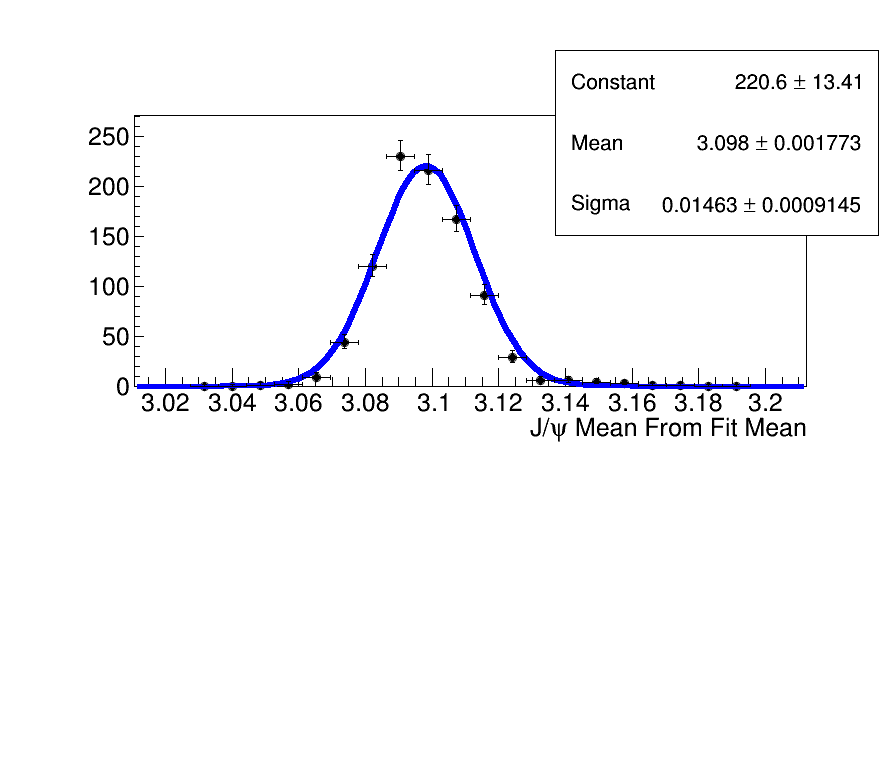 Constant 220.6 ± 13.41
Mean 3.098 ± 0.001773
Sigma 0.01463 ± 0.0009145
250
200
150
100
50
0
3.02 3.04 3.06 3.08 3.1 3.12 3.14 3.16 3.18 3.2
J/ψ Mean From Fit Mean